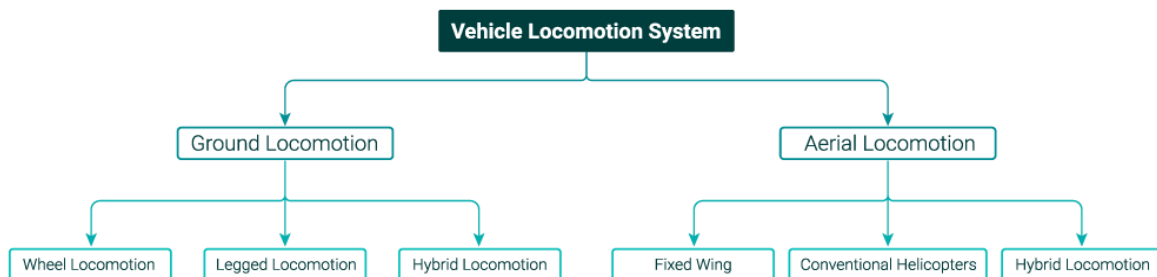 Vehicle Locomotion System
Ground Locomotion
Aerial Locomotion
Wheel Locomotion
Legged Locomotion
Hybrid Locomotion
Fixed Wing
Conventional Helicopters
Hybrid Locomotion